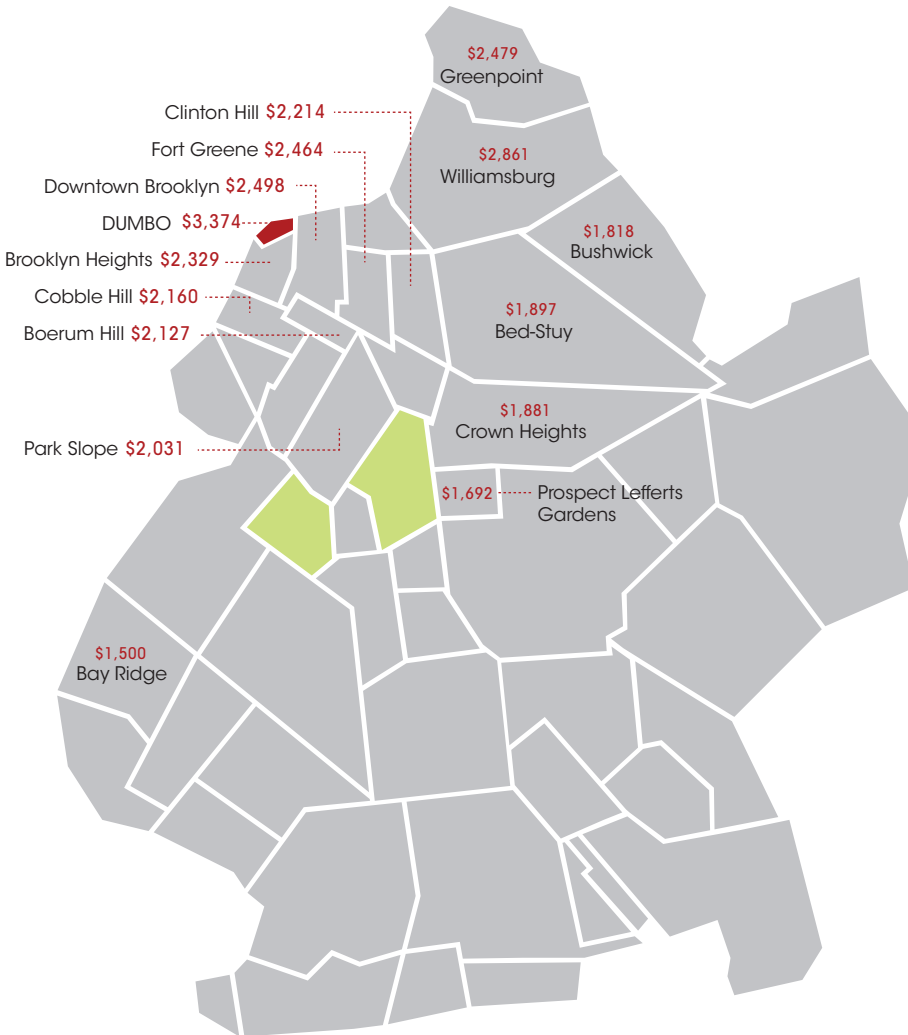 $2,479
Greenpoint
Clinton Hill $2,214
Fort Greene $2,464
$2,861
Williamsburg
Downtown Brooklyn $2,498
DUMBO $3,374
$1,818
Bushwick
Brooklyn Heights $2,329
Cobble Hill $2,160
$1,897
Bed-Stuy
Boerum Hill $2,127
$1,881
Crown Heights
Park Slope $2,031
$1,692 Prospect Lefferts
Gardens
$1,500
Bay Ridge